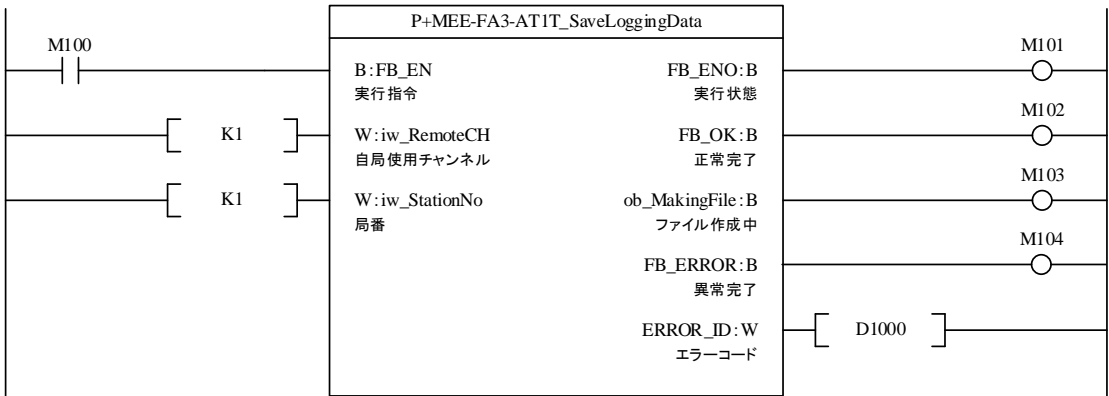 P+MEE-FA3-AT1T_SaveLoggingData
M100
M101
B:FB_EN
FB_ENO:B
実行指令
実行状態
M102
K1
W:iw_RemoteCH
FB_OK:B
自局使用チャンネル
正常完了
M103
K1
W:iw_StationNo
ob_MakingFile:B
局番
ファイル作成中
M104
FB_ERROR:B
異常完了
ERROR_ID:W
D1000
エラーコード